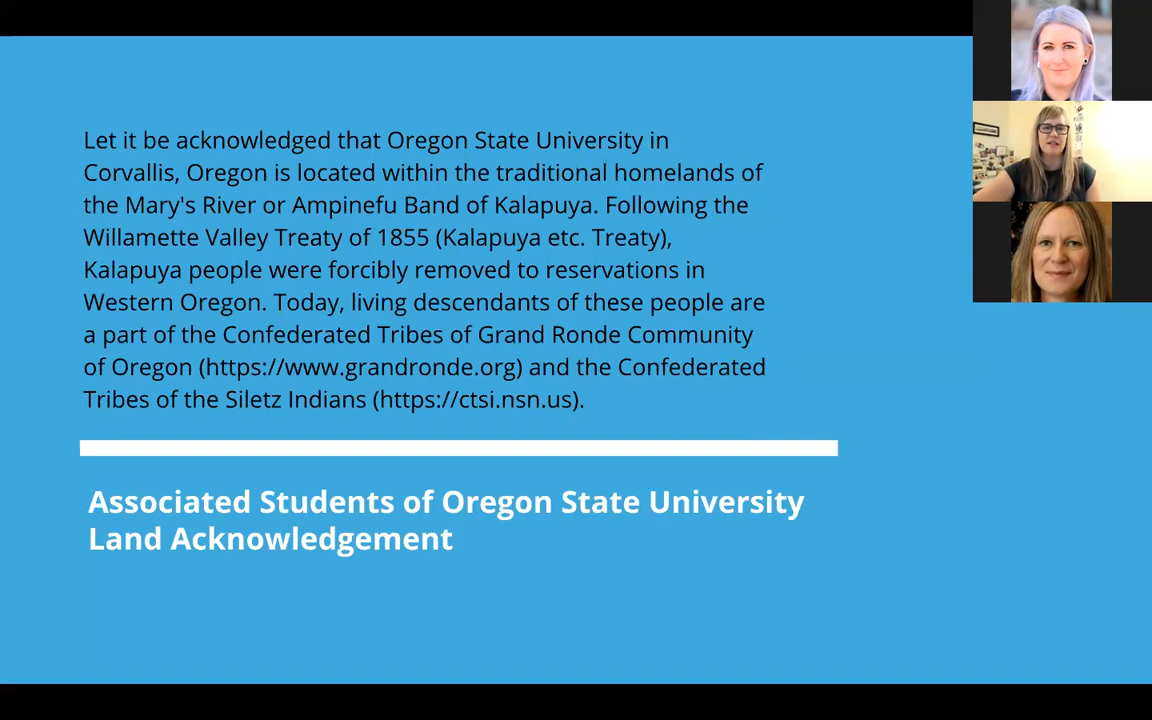 Let it be acknowledged that Oregon State University in
Corvallis, Oregon is located within the traditional homelands of
the Mary's River or Ampinefu Band of Kalapuya. Following the
Willamette Valley Treaty of 1855 (Kalapuya etc. Treaty),
Kalapuya people were forcibly removed to reservations in
Western Oregon. Today, living descendants of these people are
a part of the Confederated Tribes of Grand Ronde Community
of Oregon (https://www.grandronde.org) and the Confederated
Tribes of the Siletz Indians (https://ctsi.nsn.us).
Associated Students of Oregon State University
Land Acknowledgement